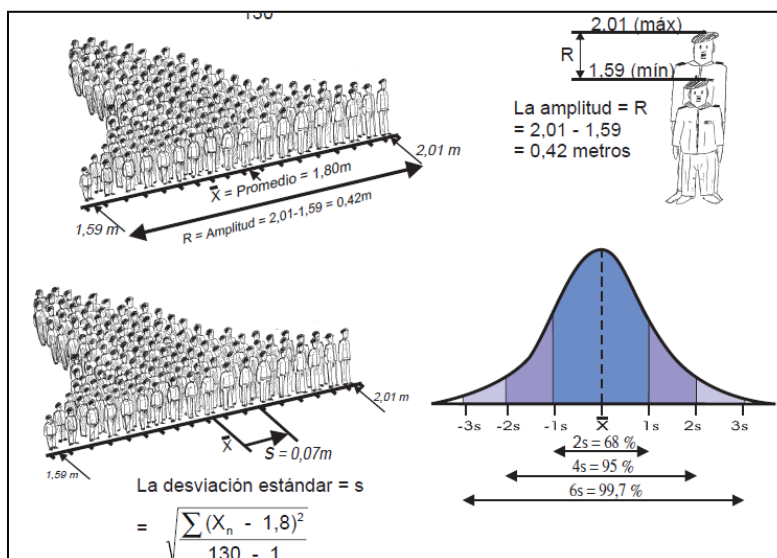 130
2,01 m
X̄ = Promedio = 1,80m
1,59 m
R = Amplitud = 2,01-1,59 = 0,42m
2,01 (máx)
R
1,59 (mín)
La amplitud = R
= 2,01 - 1,59
= 0,42 metros
2,01 m
X̄
S = 0,07m
1,59 m
La desviación estándar = s
= √ ∑ (Xₙ - 1,8)²
130 - 1
-3s -2s -1s X̄ 1s 2s 3s
2s = 68 %
4s = 95 %
6s = 99,7 %